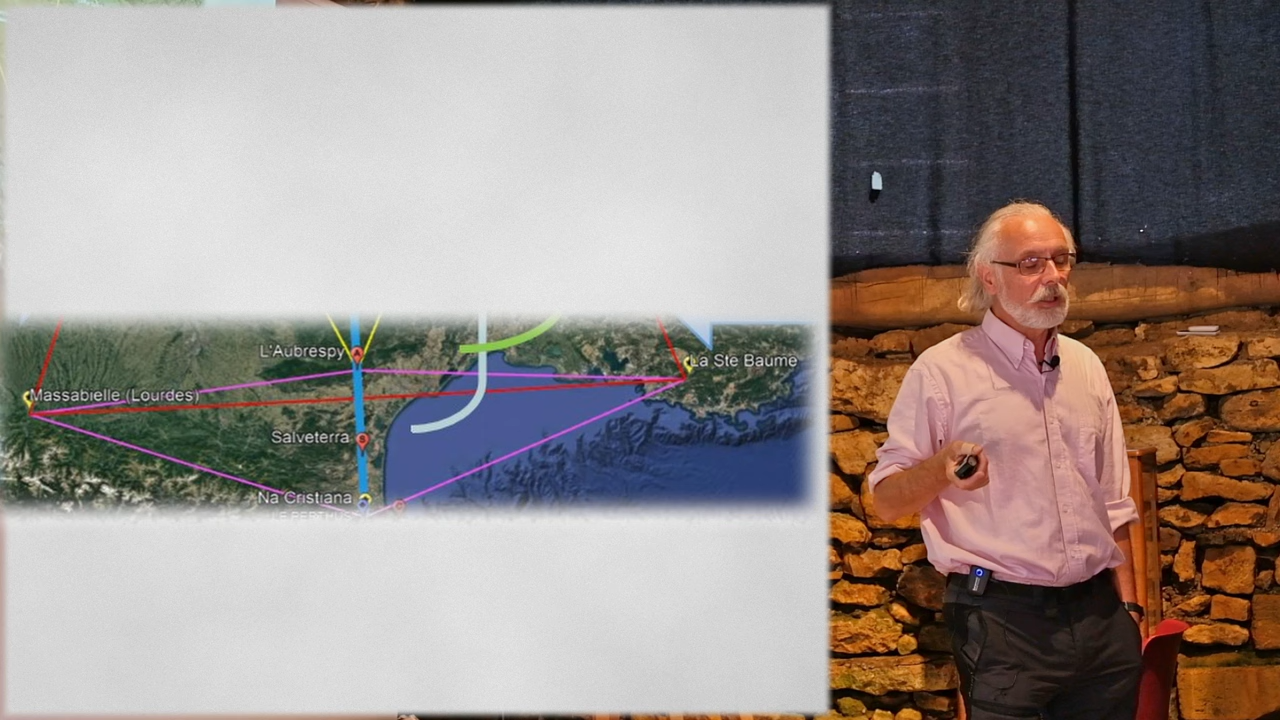 L'Aubrespy
La Ste Baume
Massabielle (Lourdes)
Salveterra
Na Cristiana